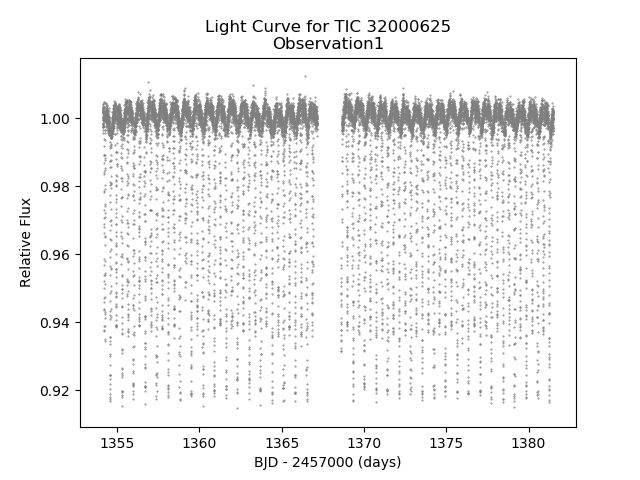 Light Curve for TIC 32000625
Observation1
Relative Flux
1.00
0.98
0.96
0.94
0.92
1355 1360 1365 1370 1375 1380
BJD - 2457000 (days)